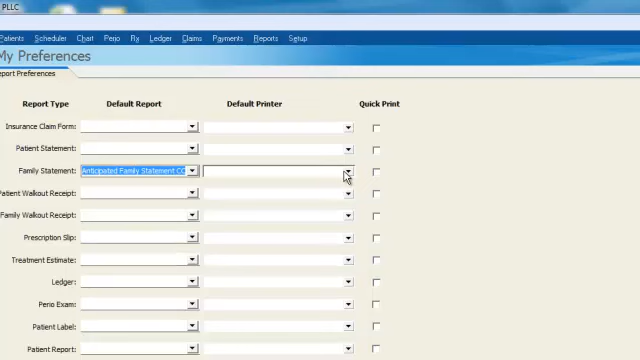 PLLC
Patients Scheduler Chart Perio Rx Ledger Claims Payments Reports Setup
My Preferences
Report Preferences
Report Type Default Report Default Printer Quick Print
Insurance Claim Form:
Patient Statement:
Family Statement: Anticipated Family Statement CC
Patient Walkout Receipt:
Family Walkout Receipt:
Prescription Slip:
Treatment Estimate:
Ledger:
Perio Exam:
Patient Label:
Patient Report: